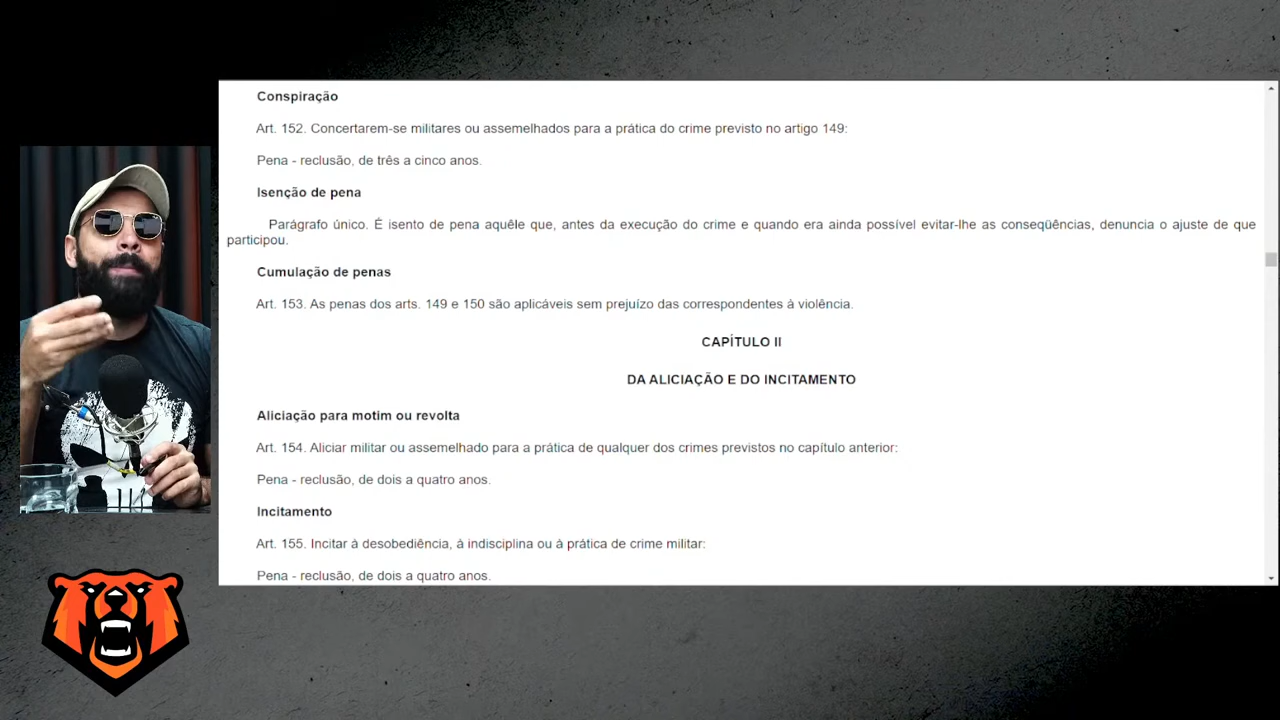 Conspiração
Art. 152. Concertarem-se militares ou assemelhados para a prática do crime previsto no artigo 149:
Pena - reclusão, de três a cinco anos.
Isenção de pena
Parágrafo único. É isento de pena aquêle que, antes da execução do crime e quando era ainda possível evitar-lhe as conseqüências, denuncia o ajuste de que
participou.
Cumulação de penas
Art. 153. As penas dos arts. 149 e 150 são aplicáveis sem prejuízo das correspondentes à violência.
CAPÍTULO II
DA ALICIAÇÃO E DO INCITAMENTO
Aliciação para motim ou revolta
Art. 154. Aliciar militar ou assemelhado para a prática de qualquer dos crimes previstos no capítulo anterior:
Pena - reclusão, de dois a quatro anos.
Incitamento
Art. 155. Incitar à desobediência, à indisciplina ou à prática de crime militar:
Pena - reclusão, de dois a quatro anos.